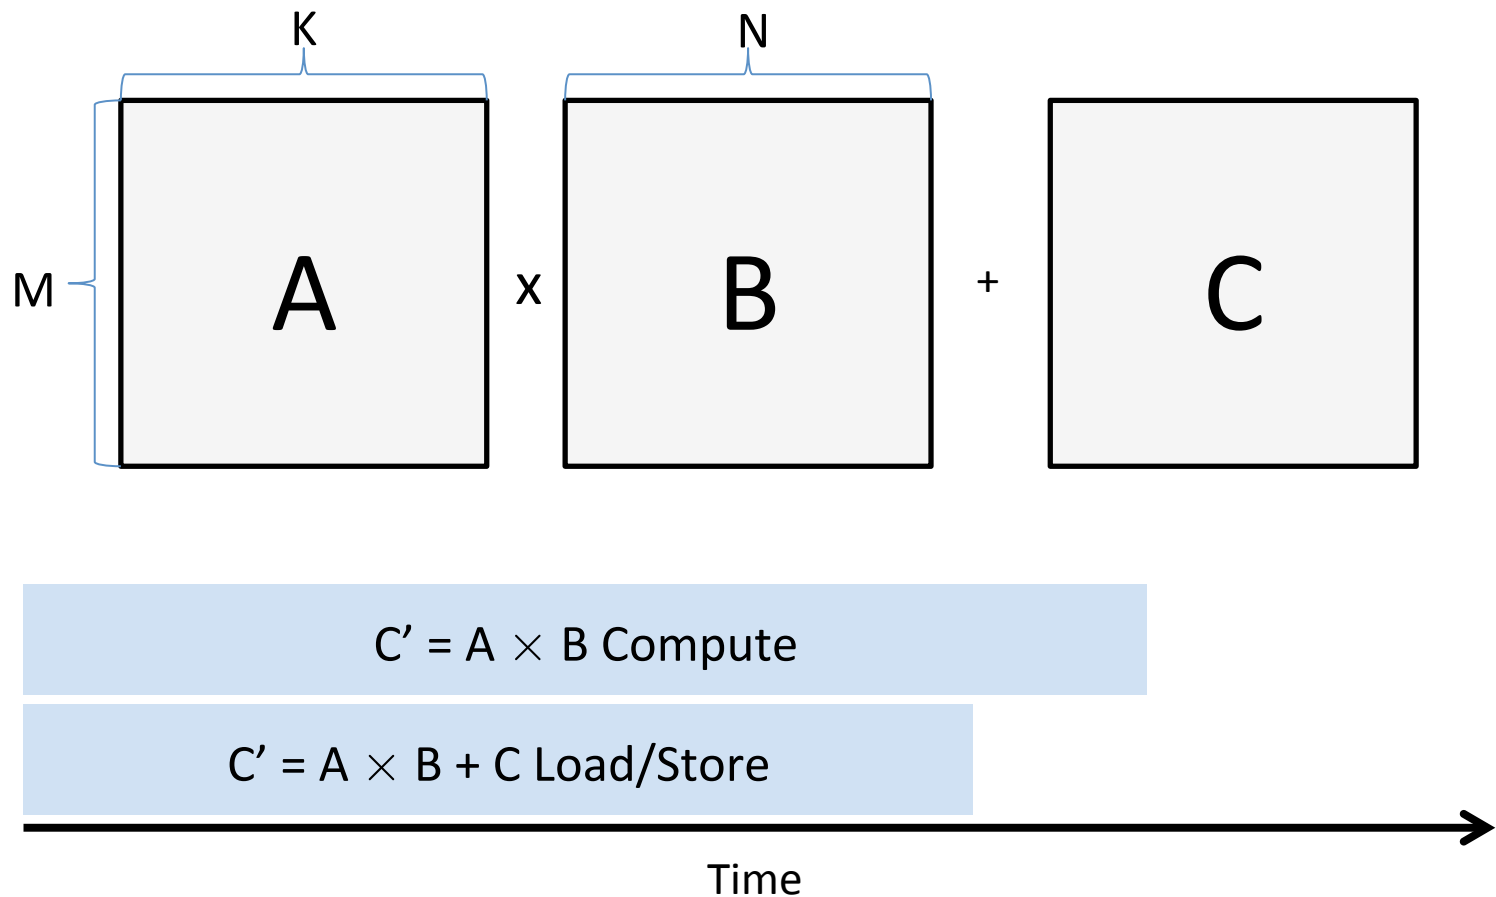 K
N
M
A
x
B
+
C
C’ = A × B Compute
C’ = A × B + C Load/Store
Time